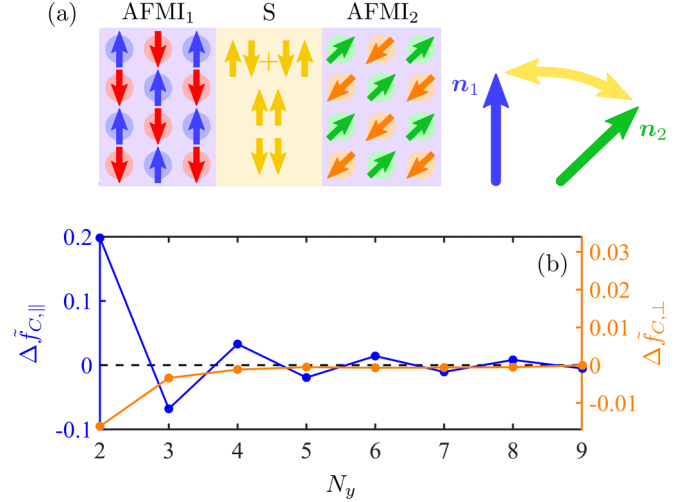 (a) AFMI₁ S AFMI₂
+
n₁
n₂
(b)
Δf̃_{C,||}
0.2
0.1
0
-0.1
Δf̃_{C,⊥}
0.03
0.02
0.01
0
-0.01
2 3 4 5 6 7 8 9
N_y